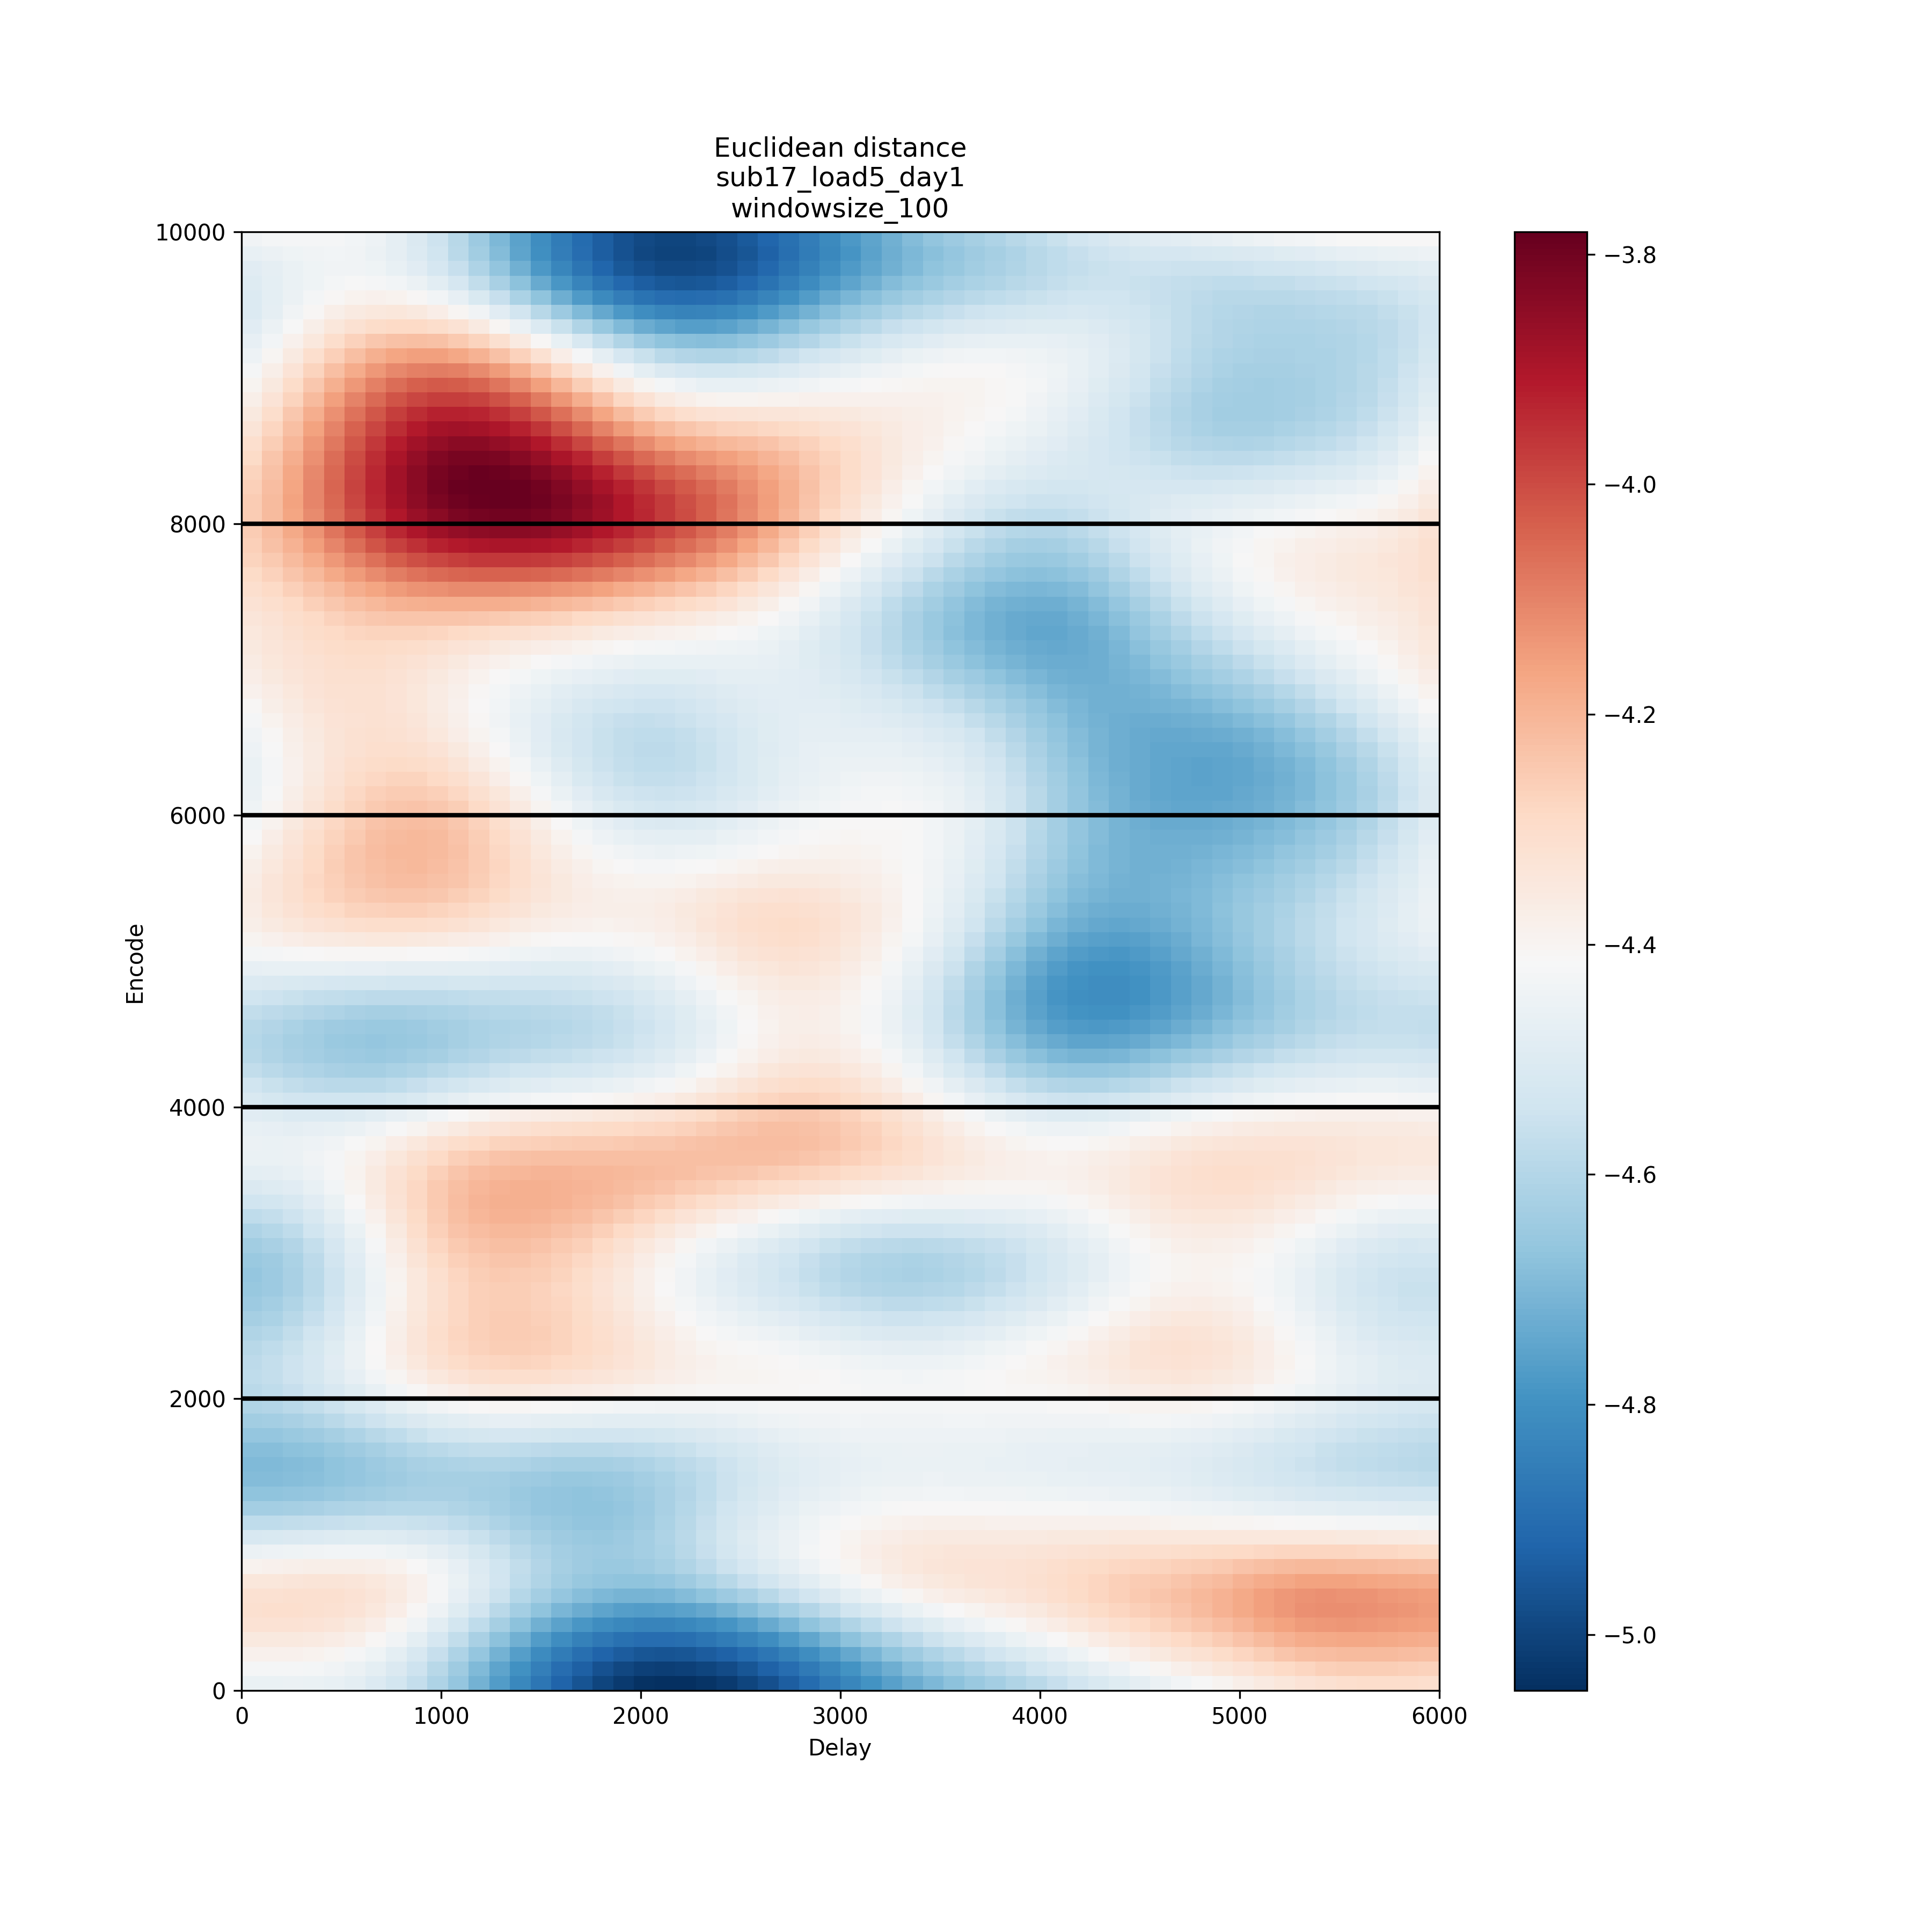 Euclidean distance
sub17_load5_day1
windowsize_100
10000
8000
6000
4000
2000
0
Encode
0 1000 2000 3000 4000 5000 6000
Delay
−3.8
−4.0
−4.2
−4.4
−4.6
−4.8
−5.0